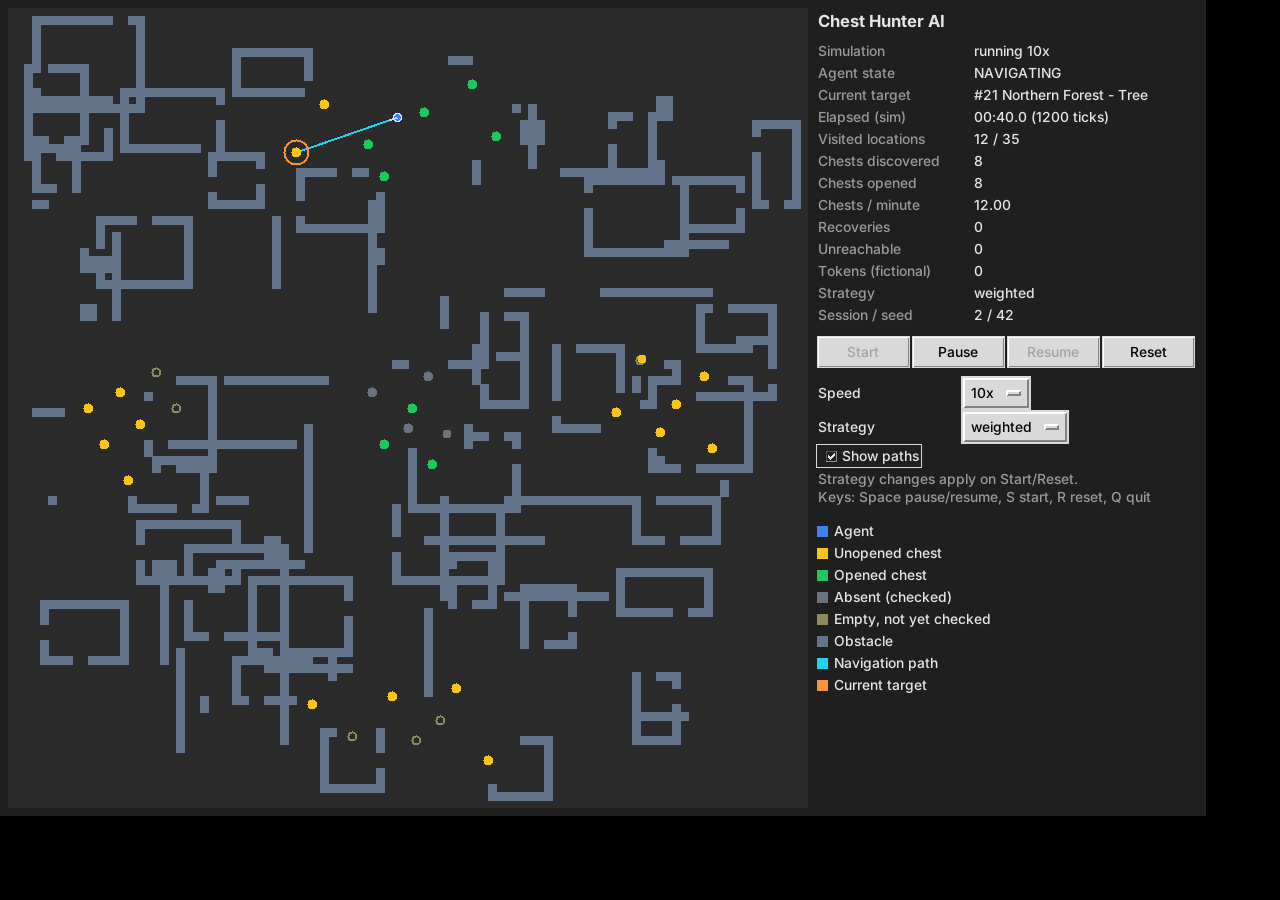 Chest Hunter AI
Simulation running 10x
Agent state NAVIGATING
Current target #21 Northern Forest - Tree
Elapsed (sim) 00:40.0 (1200 ticks)
Visited locations 12 / 35
Chests discovered 8
Chests opened 8
Chests / minute 12.00
Recoveries 0
Unreachable 0
Tokens (fictional) 0
Strategy weighted
Session / seed 2 / 42
Start Pause Resume Reset
Speed 10x
Strategy weighted
Show paths
Strategy changes apply on Start/Reset.
Keys: Space pause/resume, S start, R reset, Q quit
Agent
Unopened chest
Opened chest
Absent (checked)
Empty, not yet checked
Obstacle
Navigation path
Current target